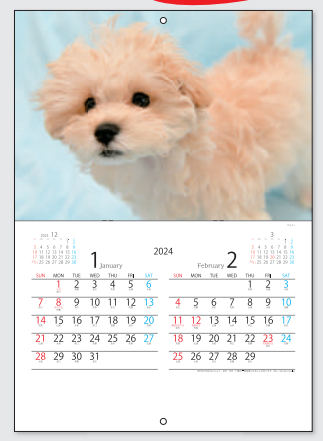 2023 12
3
2024
1 January
February 2
SUN MON TUE WED THU FRI SAT
1 2 3 4 5 6
7 8 9 10 11 12 13
14 15 16 17 18 19 20
21 22 23 24 25 26 27
28 29 30 31
SUN MON TUE WED THU FRI SAT
1 2 3
4 5 6 7 8 9 10
11 12 13 14 15 16 17
18 19 20 21 22 23 24
25 26 27 28 29